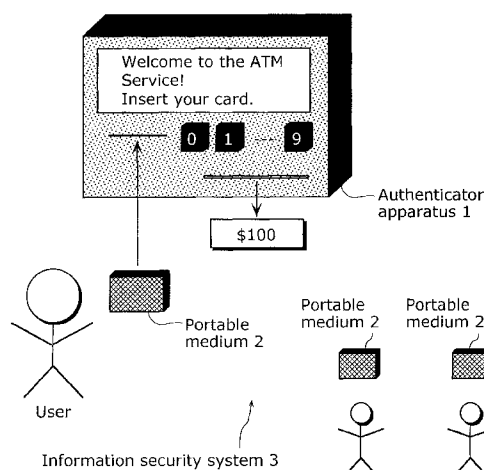 Welcome to the ATM
Service!
Insert your card.
0 1 ---- 9
Authenticator
apparatus 1
$100
Portable
medium 2
User
Portable
medium 2
Portable
medium 2
Information security system 3